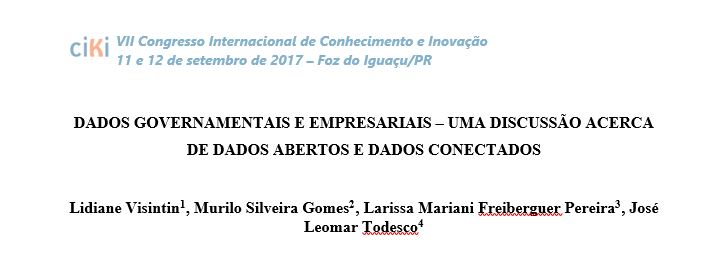 ciKi VII Congresso Internacional de Conhecimento e Inovação
11 e 12 de setembro de 2017 – Foz do Iguaçu/PR
DADOS GOVERNAMENTAIS E EMPRESARIAIS – UMA DISCUSSÃO ACERCA
DE DADOS ABERTOS E DADOS CONECTADOS
Lidiane Visintin¹, Murilo Silveira Gomes², Larissa Mariani Freiberguer Pereira³, José
Leomar Todesco⁴